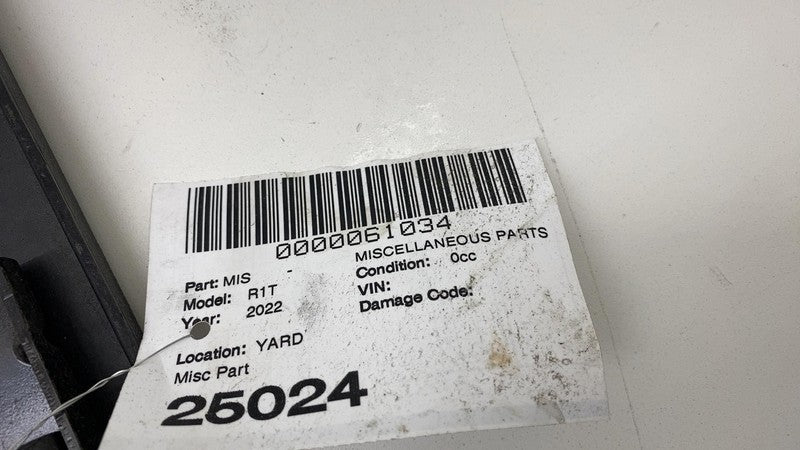 0000061034
MISCELLANEOUS PARTS
Part: MIS -
Condition: 0cc
Model: R1T
VIN:
Year: 2022
Damage Code:
Location: YARD
Misc Part
25024